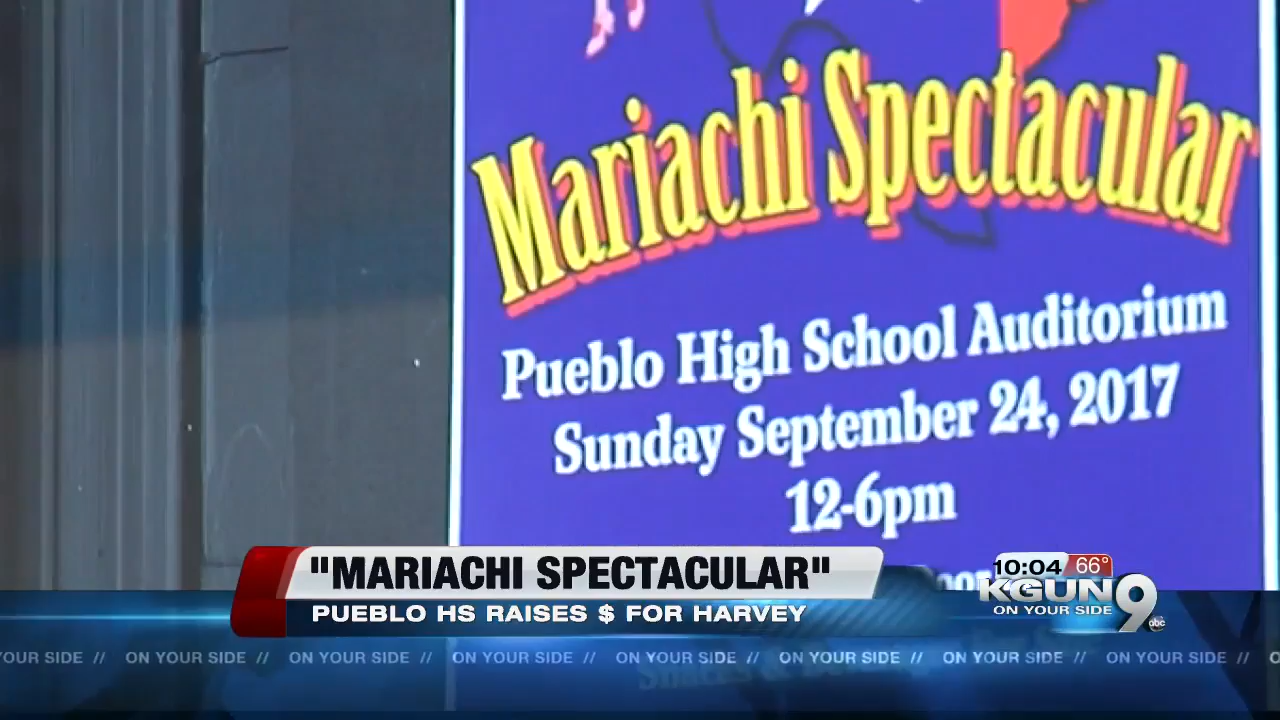 Mariachi Spectacular
Pueblo High School Auditorium
Sunday September 24, 2017
12-6pm
"MARIACHI SPECTACULAR"
PUEBLO HS RAISES $ FOR HARVEY
10:04 66°
KGUN 9
ON YOUR SIDE
abc
YOUR SIDE // ON YOUR SIDE // ON YOUR SIDE // ON YOUR SIDE // ON YOUR SIDE // ON YOUR SIDE // ON YOUR SIDE // ON YOUR SIDE //